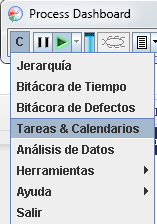 Process Dashboard
C
Jerarquía
Bitácora de Tiempo
Bitácora de Defectos
Tareas & Calendarios
Análisis de Datos
Herramientas
Ayuda
Salir